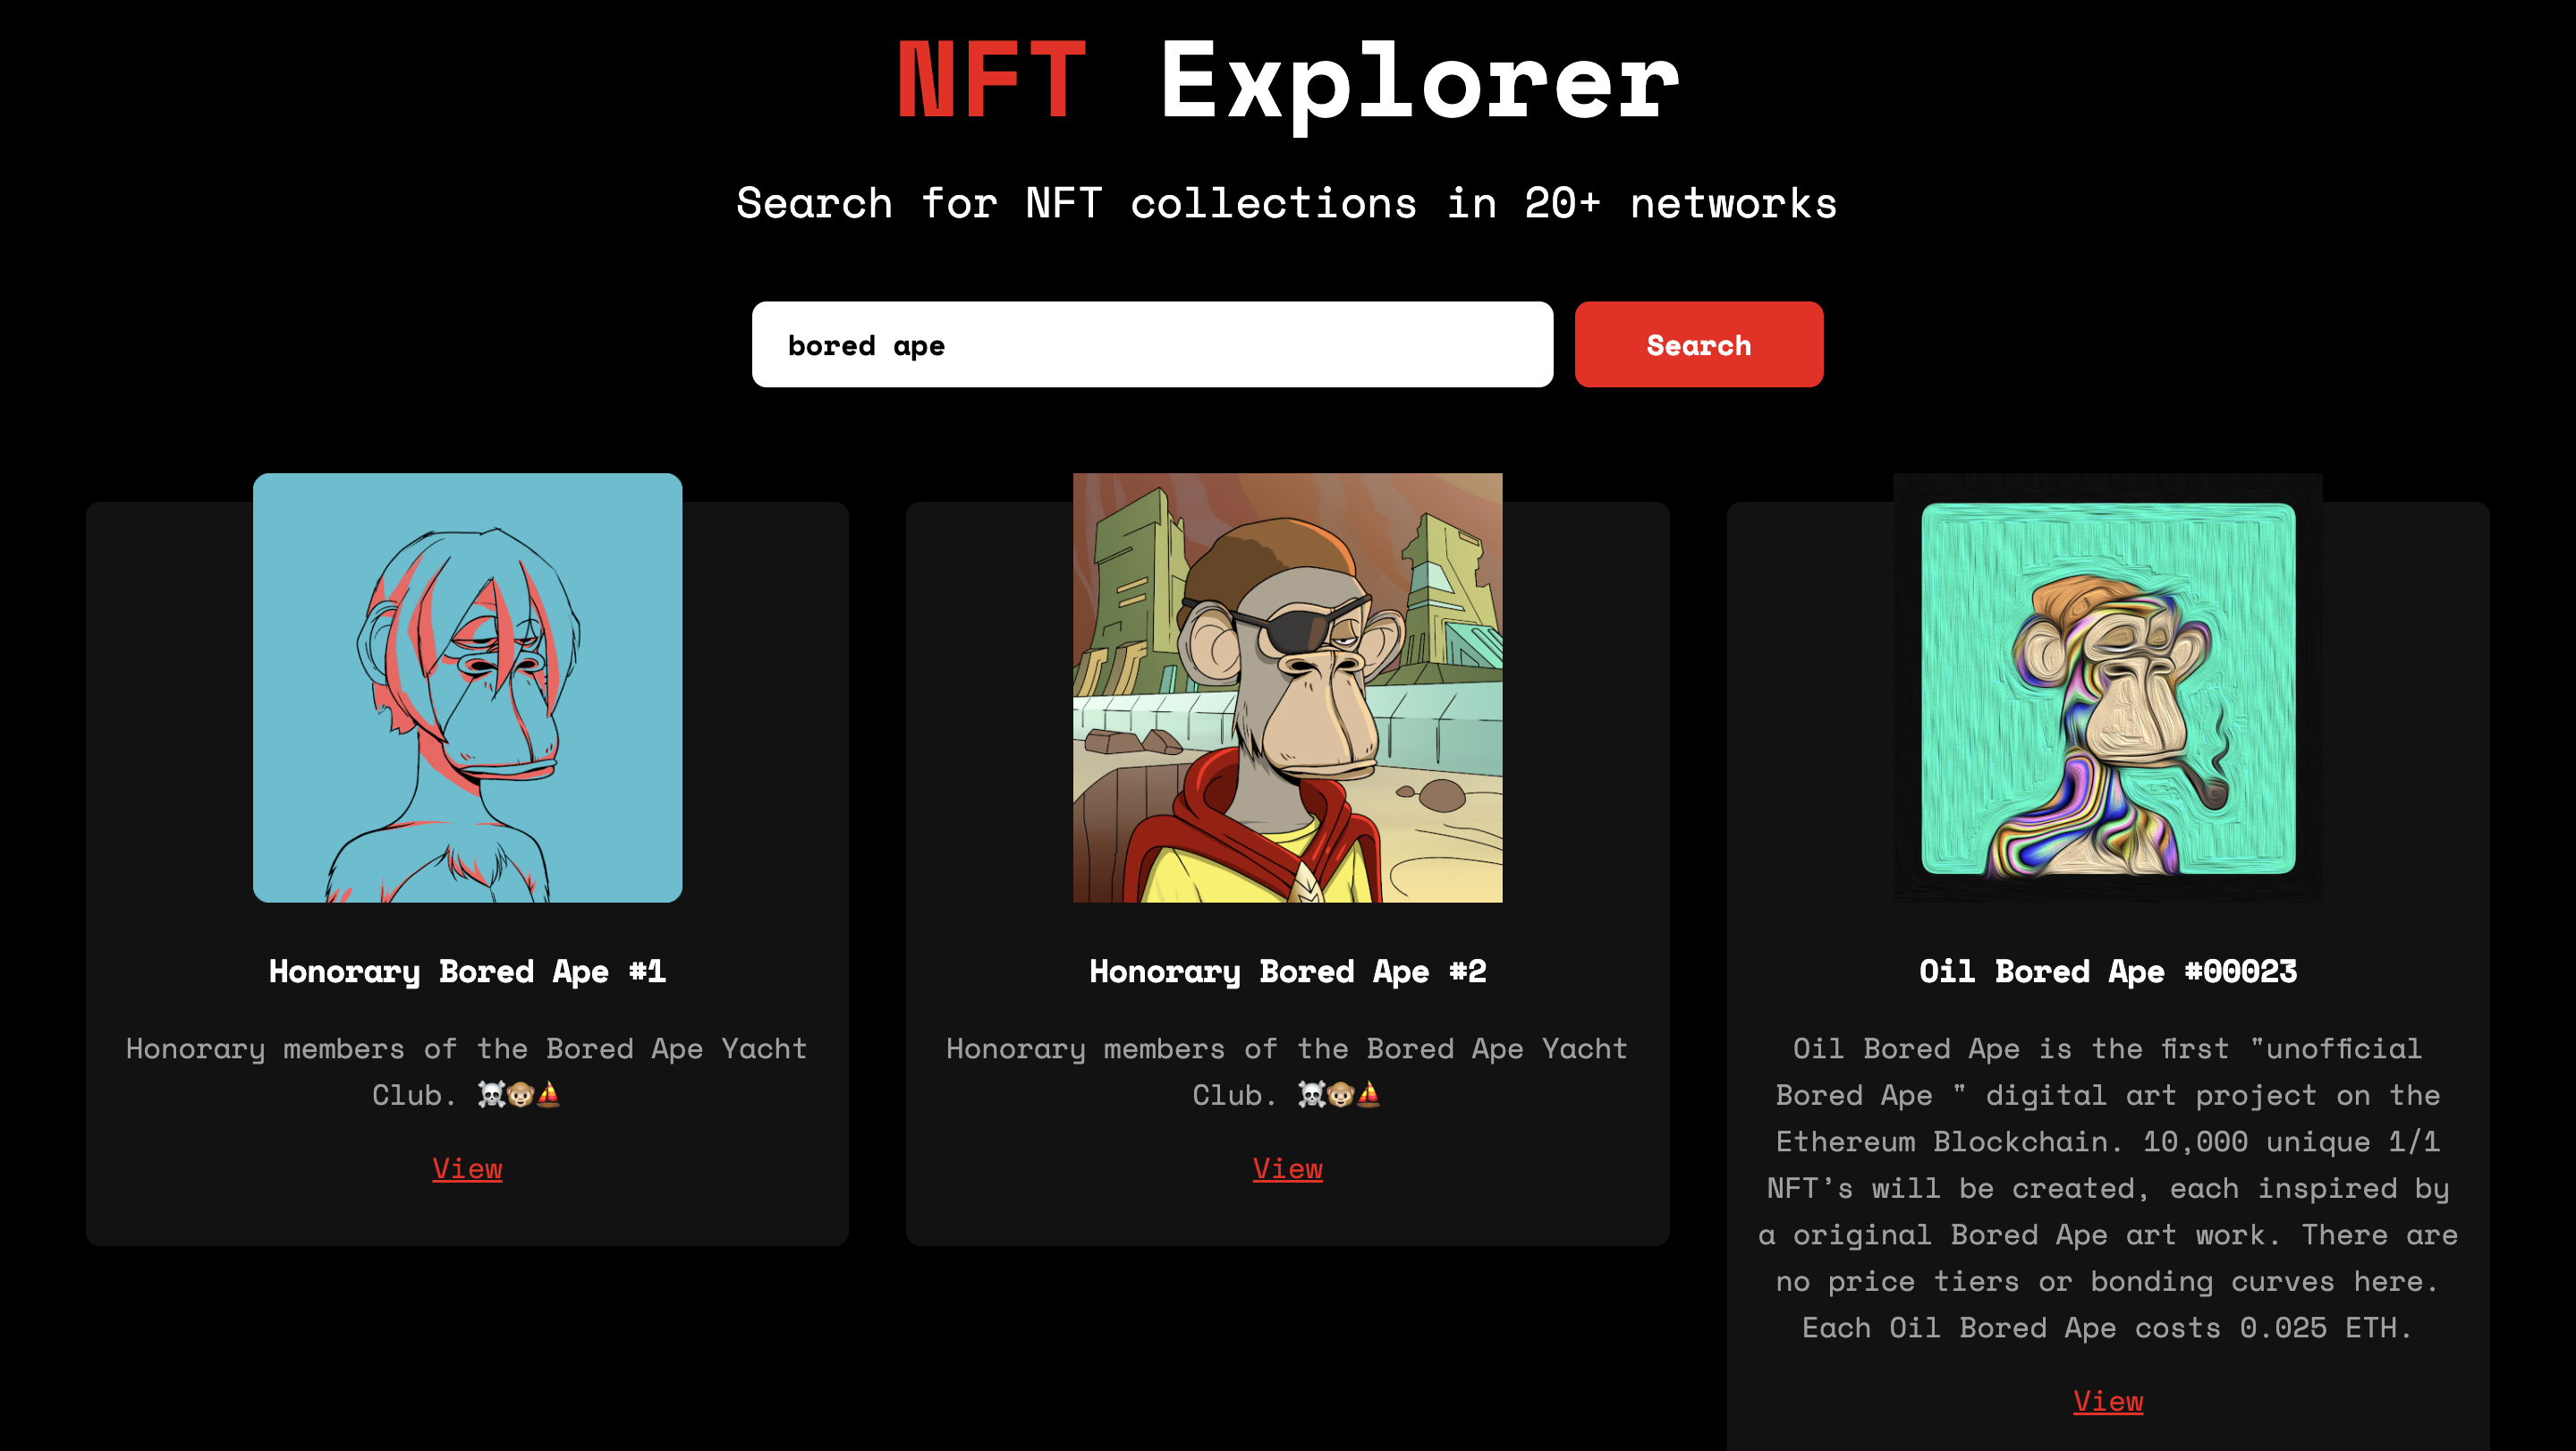 NFT Explorer
Search for NFT collections in 20+ networks
bored ape
Search
Honorary Bored Ape #1
Honorary members of the Bored Ape Yacht
Club. ☠️🐵⛵
View
Honorary Bored Ape #2
Honorary members of the Bored Ape Yacht
Club. ☠️🐵⛵
View
Oil Bored Ape #00023
Oil Bored Ape is the first "unofficial
Bored Ape " digital art project on the
Ethereum Blockchain. 10,000 unique 1/1
NFT’s will be created, each inspired by
a original Bored Ape art work. There are
no price tiers or bonding curves here.
Each Oil Bored Ape costs 0.025 ETH.
View